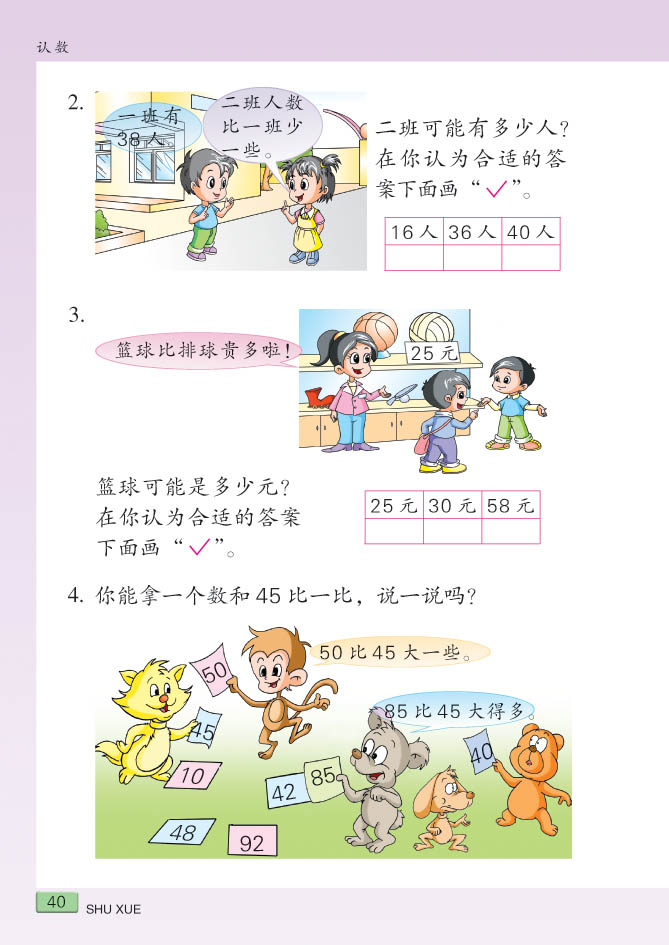 认数
2.
一班有
38人。
二班人数
比一班少
一些。
二班可能有多少人？
在你认为合适的答
案下面画“✓”。
16人 36人 40人
3.
篮球比排球贵多啦！
25元
篮球可能是多少元？
在你认为合适的答案
下面画“✓”。
25元 30元 58元
4. 你能拿一个数和45比一比，说一说吗？
50比45大一些。
50
85比45大得多。
45
40
10
42
85
48
92
40
SHU XUE